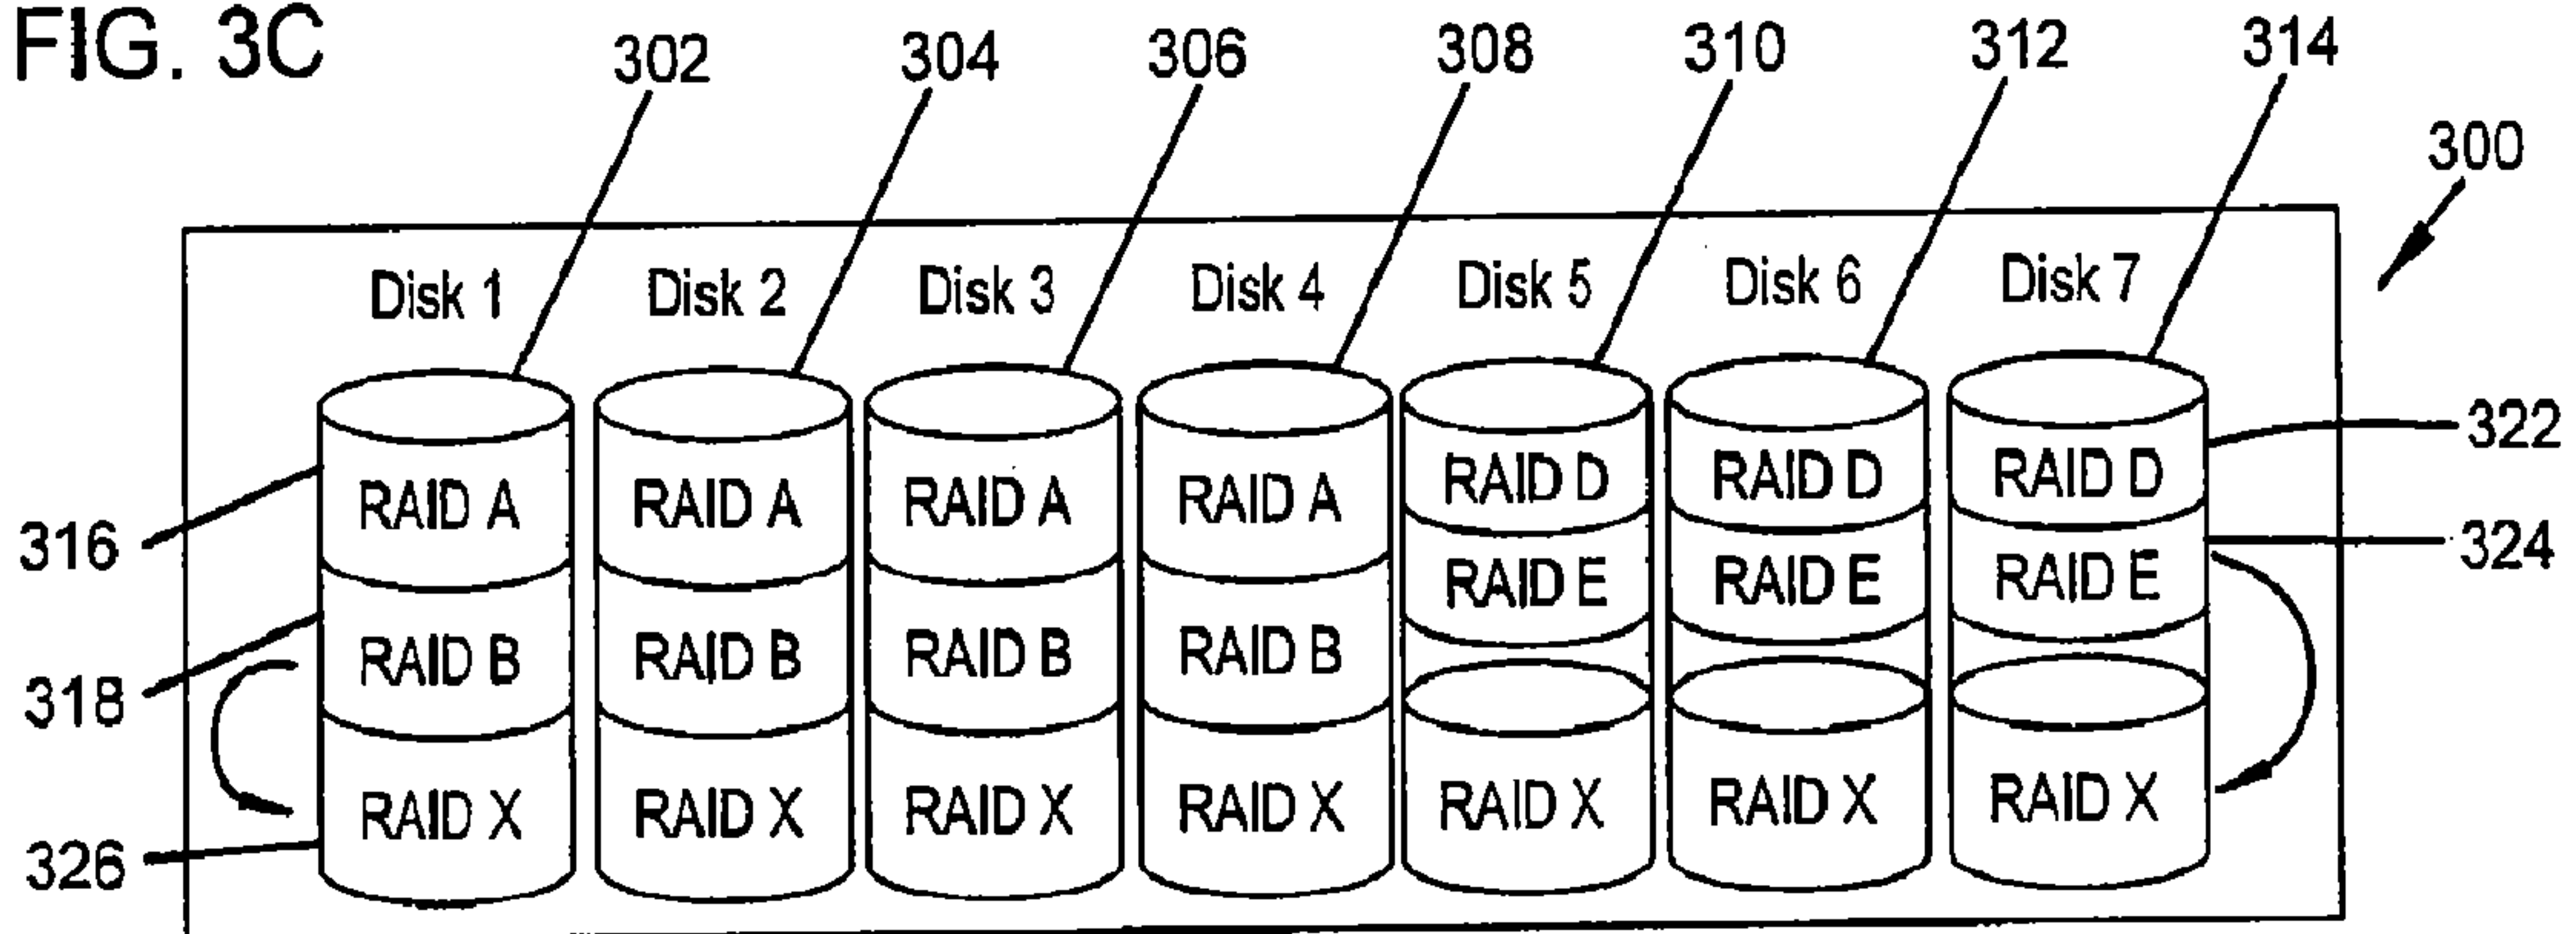 FIG. 3C
302 304 306 308 310 312 314
300
Disk 1 Disk 2 Disk 3 Disk 4 Disk 5 Disk 6 Disk 7
322
RAID A RAID A RAID A RAID A RAID D RAID D RAID D
316
324
RAID B RAID B RAID B RAID B RAID E RAID E RAID E
318
RAID X RAID X RAID X RAID X RAID X RAID X RAID X
326